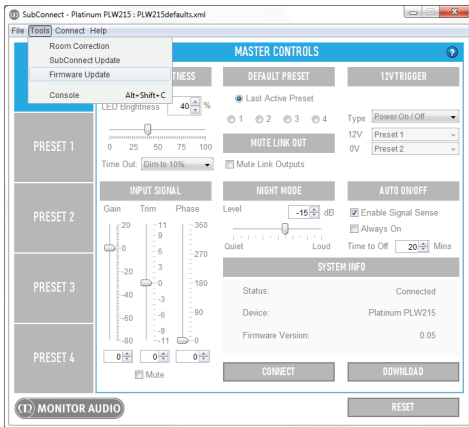 SubConnect - Platinum PLW215 : PLW215defaults.xml
File Tools Connect Help
Room Correction
SubConnect Update
Firmware Update
Console Alt+Shift+C
MASTER CONTROLS ?
TNESS DEFAULT PRESET 12V TRIGGER
LED Brightness 40 %
0 25 50 75 100
Time Out: Dim to 10%
Last Active Preset
1 2 3 4
MUTE LINK OUT
Mute Link Outputs
Type Power On / Off
12V Preset 1
0V Preset 2
PRESET 1
PRESET 2
PRESET 3
PRESET 4
INPUT SIGNAL NIGHT MODE AUTO ON/OFF
Gain Trim Phase
20 11 360
9
0 6 270
3
-20 0 180
-40 -3
-6 90
-60 -9
-80 -11 0
0 0 0
Mute
Level -15 dB
Quiet Loud
Enable Signal Sense
Always On
Time to Off 20 Mins
SYSTEM INFO
Status: Connected
Device: Platinum PLW215
Firmware Version: 0.05
CONNECT DOWNLOAD
MONITOR AUDIO RESET